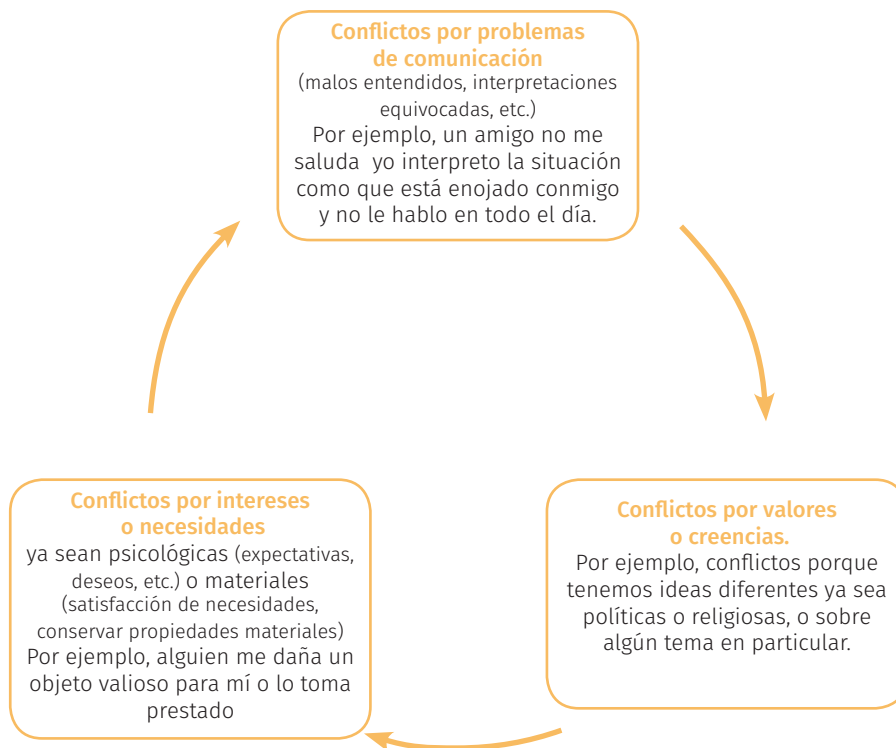 Conflictos por problemas
de comunicación
(malos entendidos, interpretaciones
equivocadas, etc.)
Por ejemplo, un amigo no me
saluda yo interpreto la situación
como que está enojado conmigo
y no le hablo en todo el día.
Conflictos por valores
o creencias.
Por ejemplo, conflictos porque
tenemos ideas diferentes ya sea
políticas o religiosas, o sobre
algún tema en particular.
Conflictos por intereses
o necesidades
ya sean psicológicas (expectativas,
deseos, etc.) o materiales
(satisfacción de necesidades,
conservar propiedades materiales)
Por ejemplo, alguien me daña un
objeto valioso para mí o lo toma
prestado